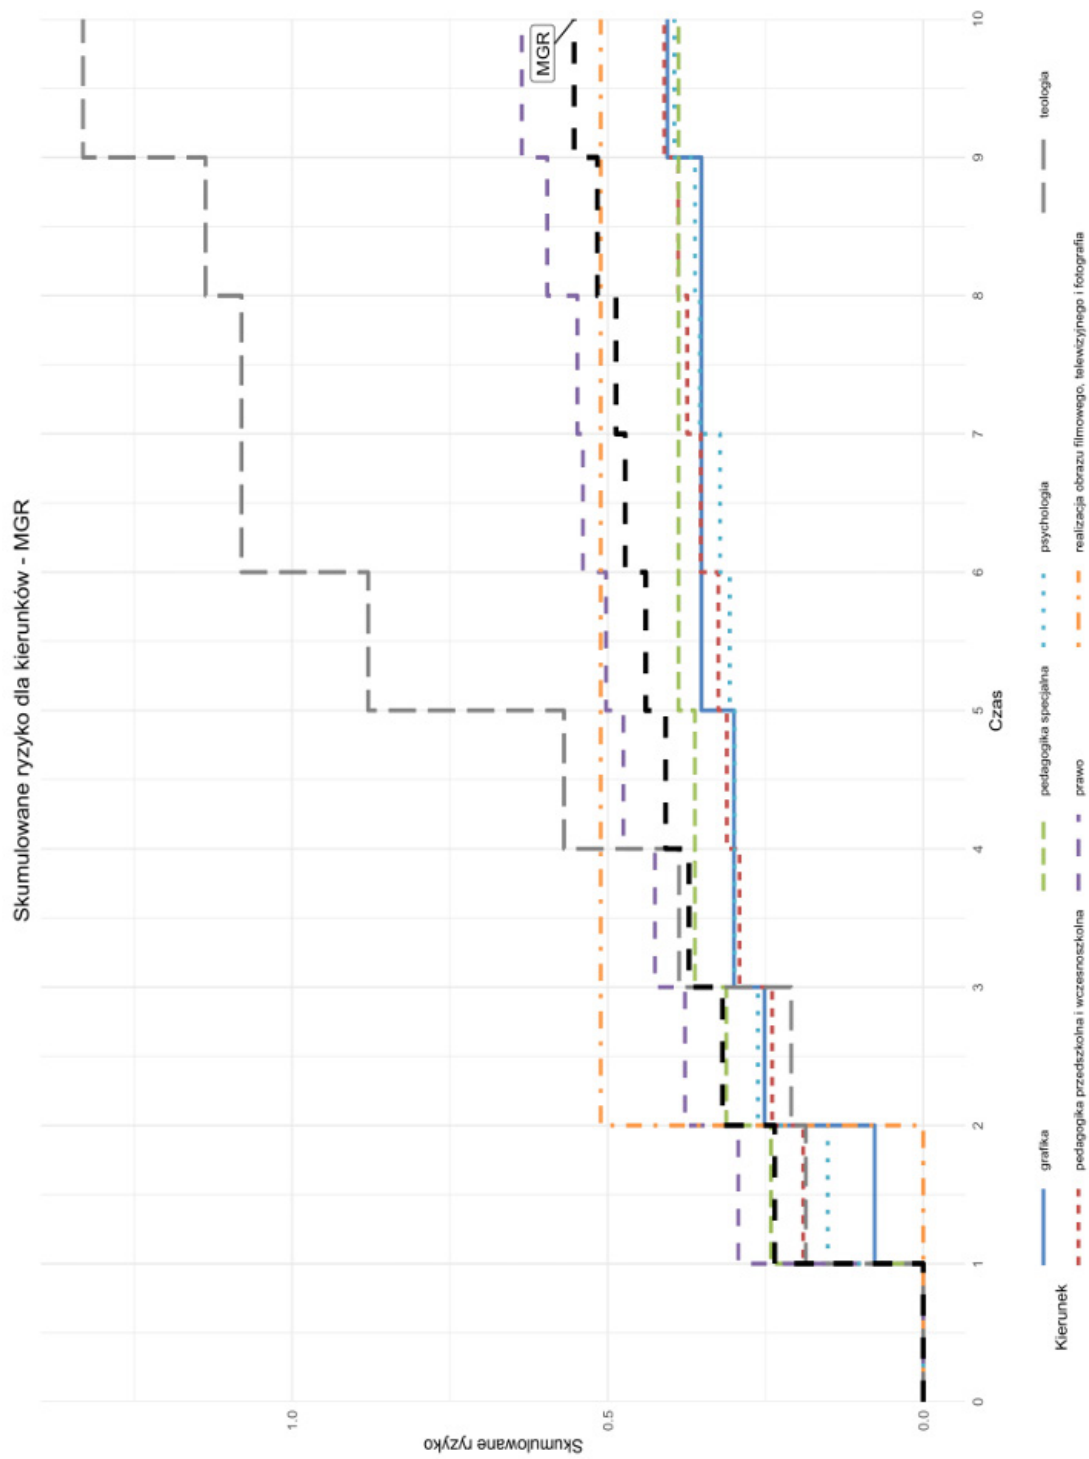 Skumulowane ryzyko dla kierunków - MGR
Skumulowane ryzyko
1.0
0.5
0.0
MGR
0 1 2 3 4 5 6 7 8 9 10
Czas
Kierunek
grafika
pedagogika specjalna
psychologia
teologia
pedagogika przedszkolna i wczesnoszkolna
prawo
realizacja obrazu filmowego, telewizyjnego i fotografia